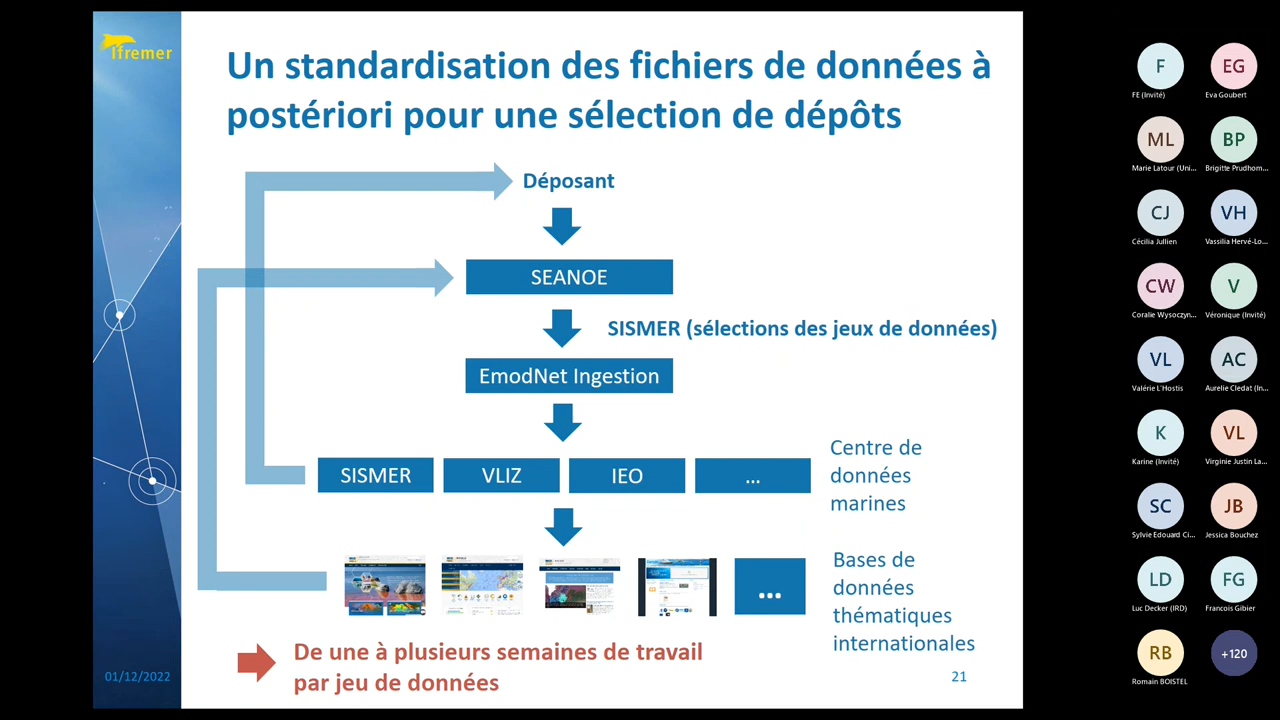 Ifremer
Un standardisation des fichiers de données à
postériori pour une sélection de dépôts
Déposant
SEANOE
SISMER (sélections des jeux de données)
EmodNet Ingestion
SISMER
VLIZ
IEO
...
Centre de
données
marines
...
Bases de
données
thématiques
internationales
De une à plusieurs semaines de travail
par jeu de données
01/12/2022
21
F
FE (Invité)
EG
Eva Goubert
ML
Marie Latour (Uni...
BP
Brigitte Prudhom...
CJ
Cécilia Jullien
VH
Vassilia Hervé-Lo...
CW
Coralie Wysoczyn...
V
Véronique (Invité)
VL
Valérie L'Hostis
AC
Aurelie Cledat (In...
K
Karine (Invité)
VL
Virginie Justin La...
SC
Sylvie Edouard Ci...
JB
Jessica Bouchez
LD
Luc Decker (IRD)
FG
Francois Gibier
RB
Romain BOISTEL
+120